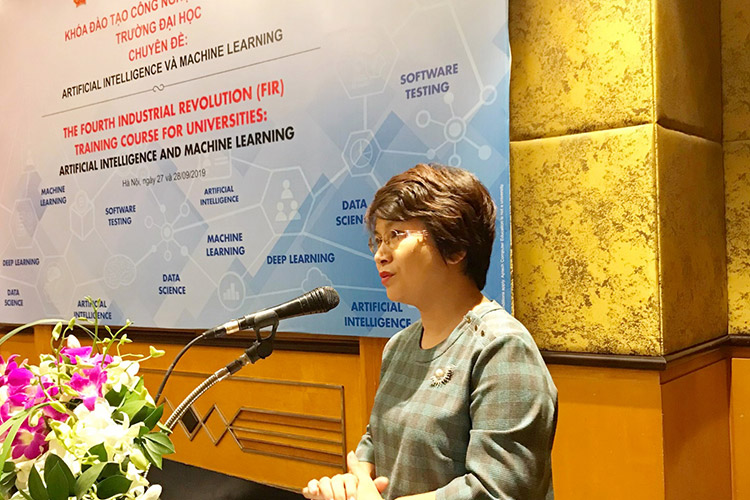 KHÓA ĐÀO TẠO CÔNG NGHỆ
TRƯỜNG ĐẠI HỌC
CHUYÊN ĐỀ:
ARTIFICIAL INTELLIGENCE VÀ MACHINE LEARNING
THE FOURTH INDUSTRIAL REVOLUTION (FIR)
TRAINING COURSE FOR UNIVERSITIES:
ARTIFICIAL INTELLIGENCE AND MACHINE LEARNING
Hà Nội, ngày 27 và 28/09/2019
SOFTWARE
TESTING
MACHINE
LEARNING
ARTIFICIAL
INTELLIGENCE
SOFTWARE
TESTING
DATA
SCIENCE
MACHINE
LEARNING
DEEP LEARNING
DEEP LEARNING
DATA
SCIENCE
DATA
SCIENCE
ARTIFICIAL
INTELLIGENCE
ARTIFICIAL
INTELLIGENCE